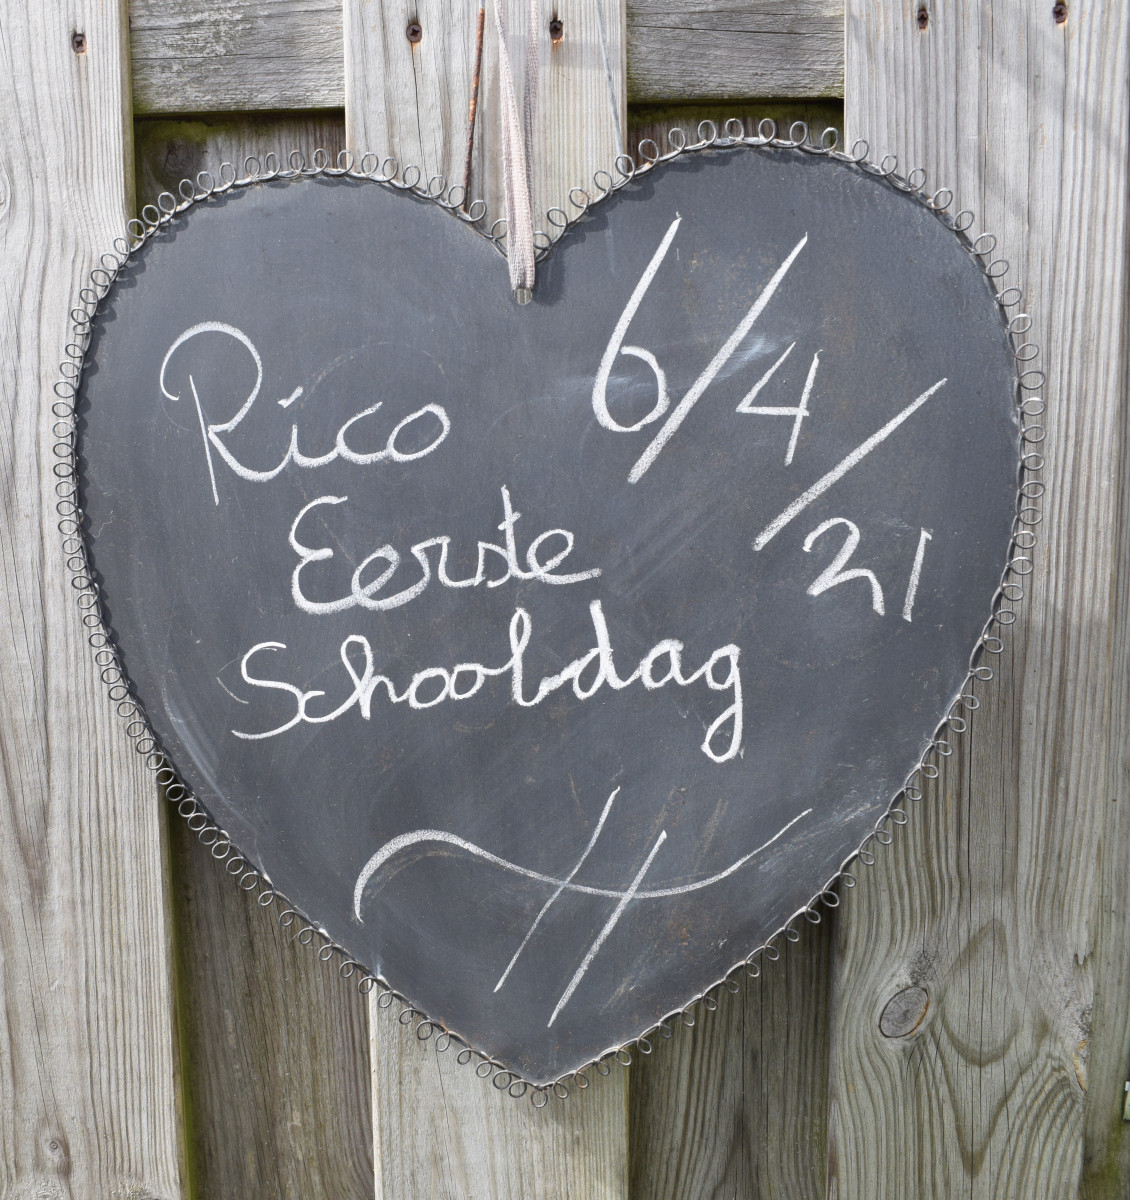 Rico
6/4/21
Eerste
Schooldag